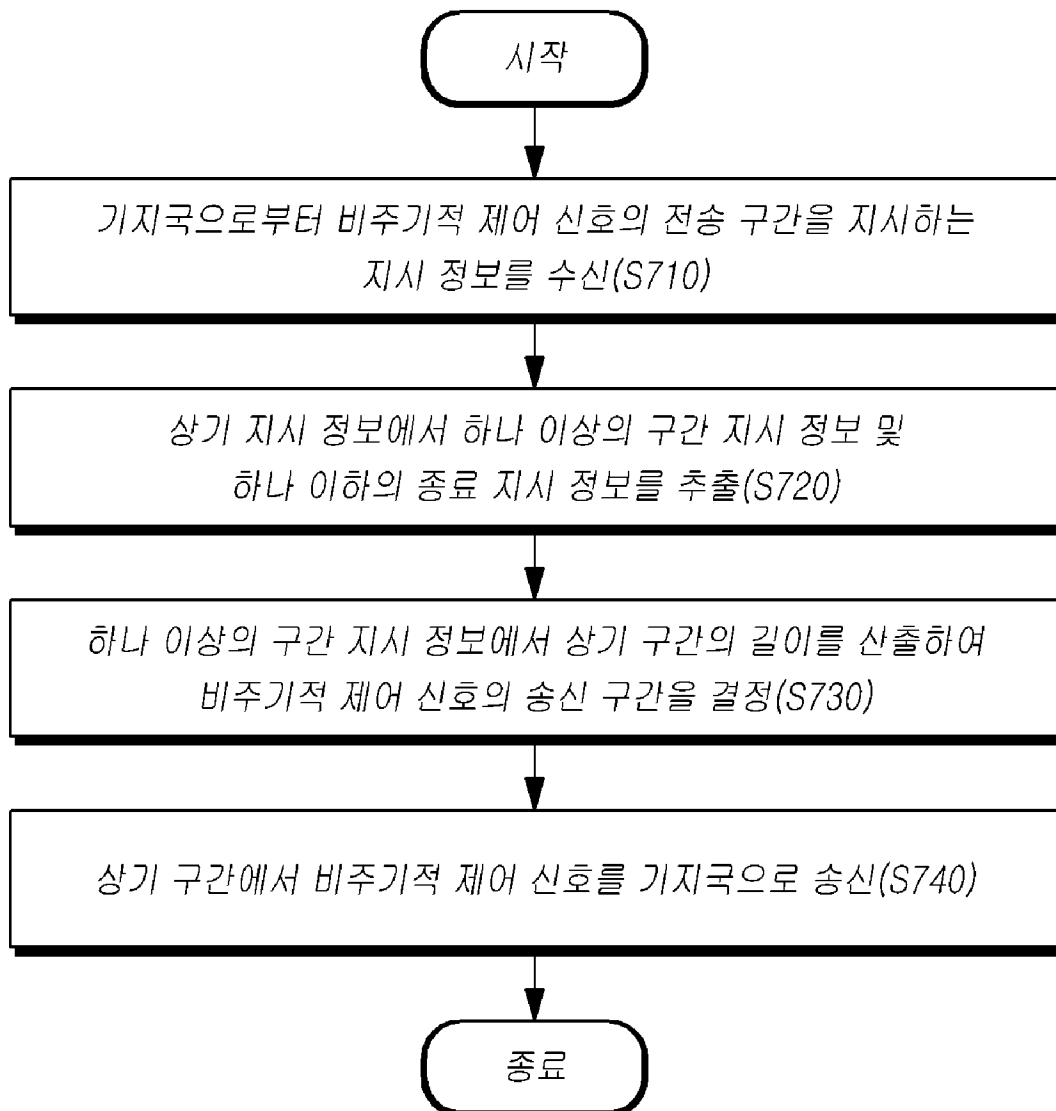 시작
기지국으로부터 비주기적 제어 신호의 전송 구간을 지시하는
지시 정보를 수신(S710)
상기 지시 정보에서 하나 이상의 구간 지시 정보 및
하나 이하의 종료 지시 정보를 추출(S720)
하나 이상의 구간 지시 정보에서 상기 구간의 길이를 산출하여
비주기적 제어 신호의 송신 구간을 결정(S730)
상기 구간에서 비주기적 제어 신호를 기지국으로 송신(S740)
종료